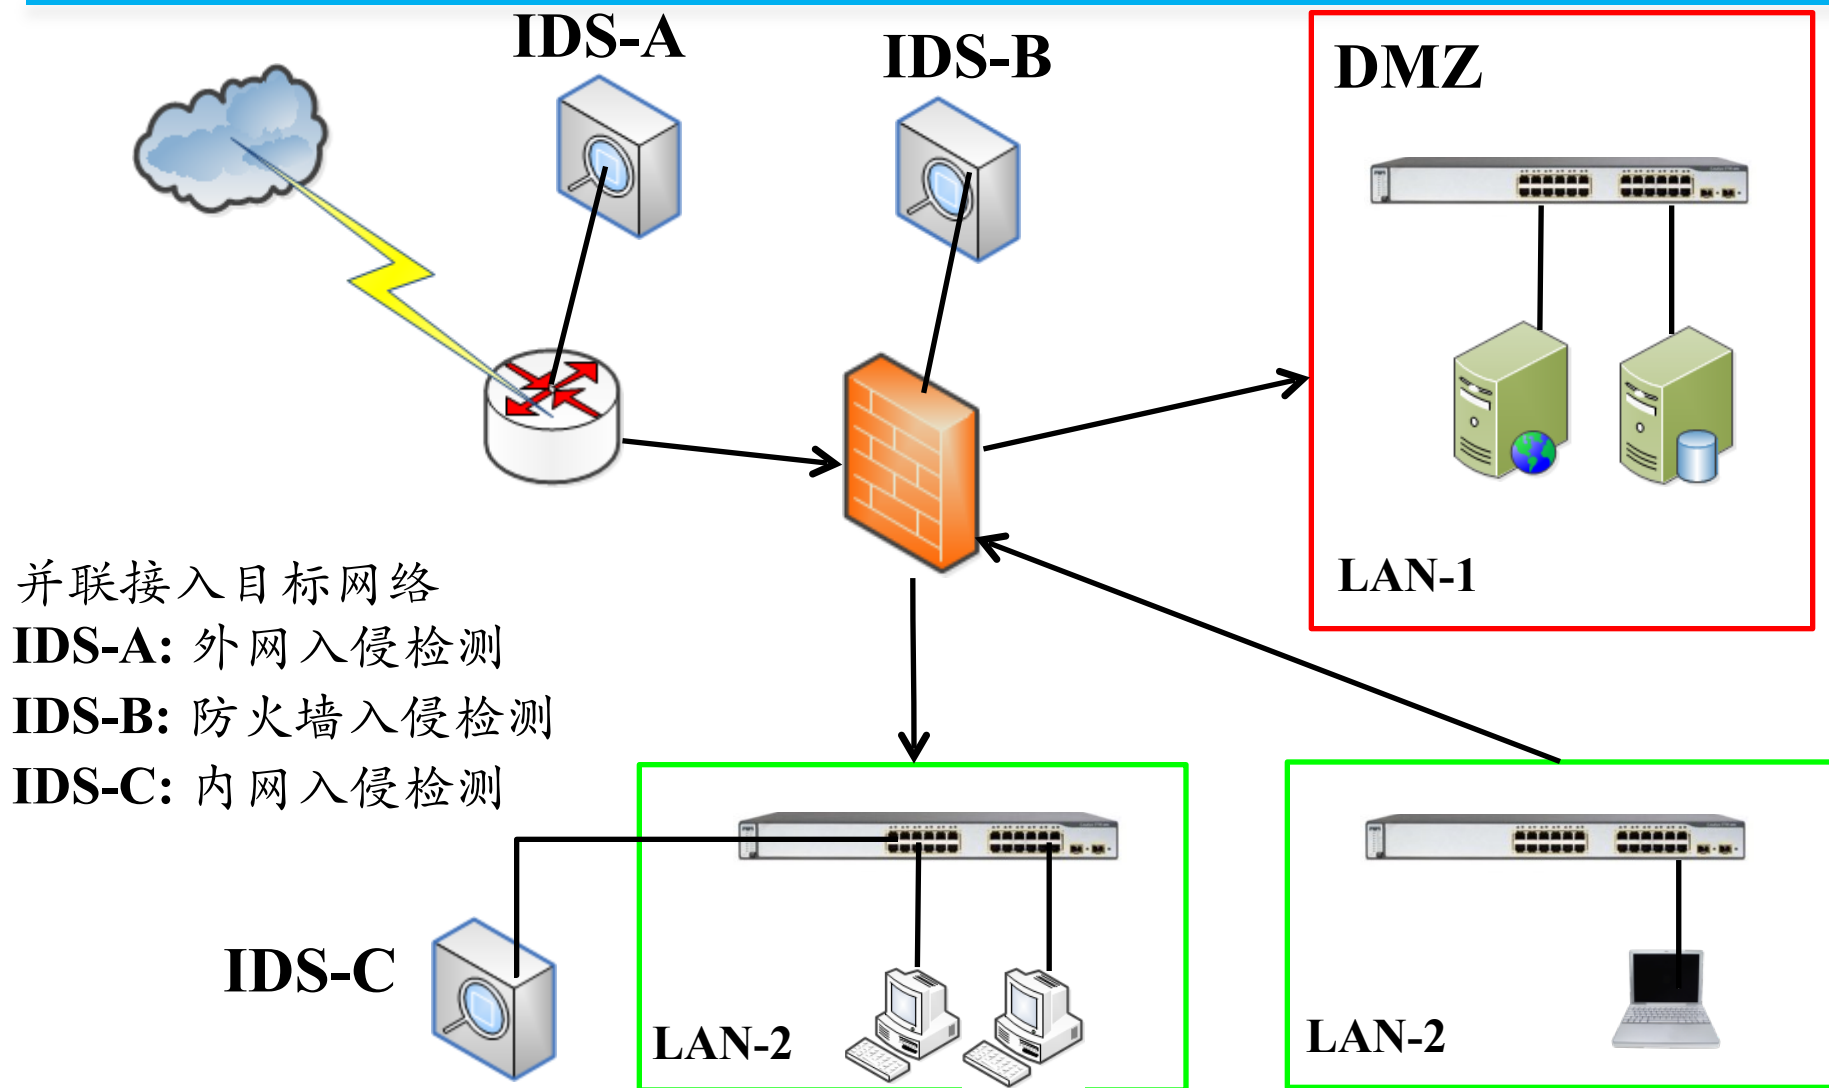 IDS-A
IDS-B
DMZ
LAN-1
并联接入目标网络
IDS-A: 外网入侵检测
IDS-B: 防火墙入侵检测
IDS-C: 内网入侵检测
IDS-C
LAN-2
LAN-2